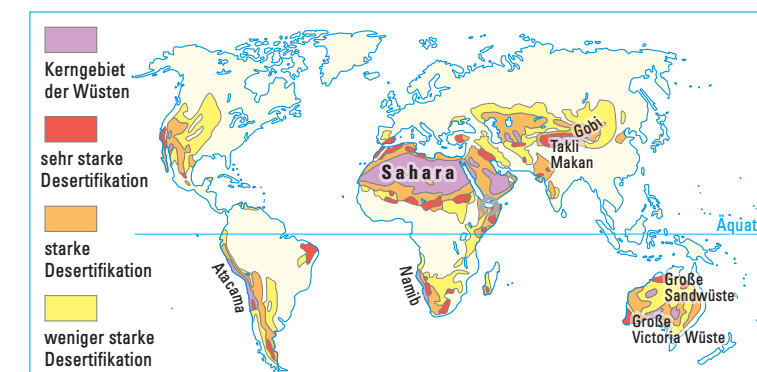 Kerngebiet
der Wüsten
sehr starke
Desertifikation
starke
Desertifikation
weniger starke
Desertifikation
Sahara
Gobi
Takli
Makan
Äquat
Atacama
Namib
Große
Sandwüste
Große
Victoria Wüste